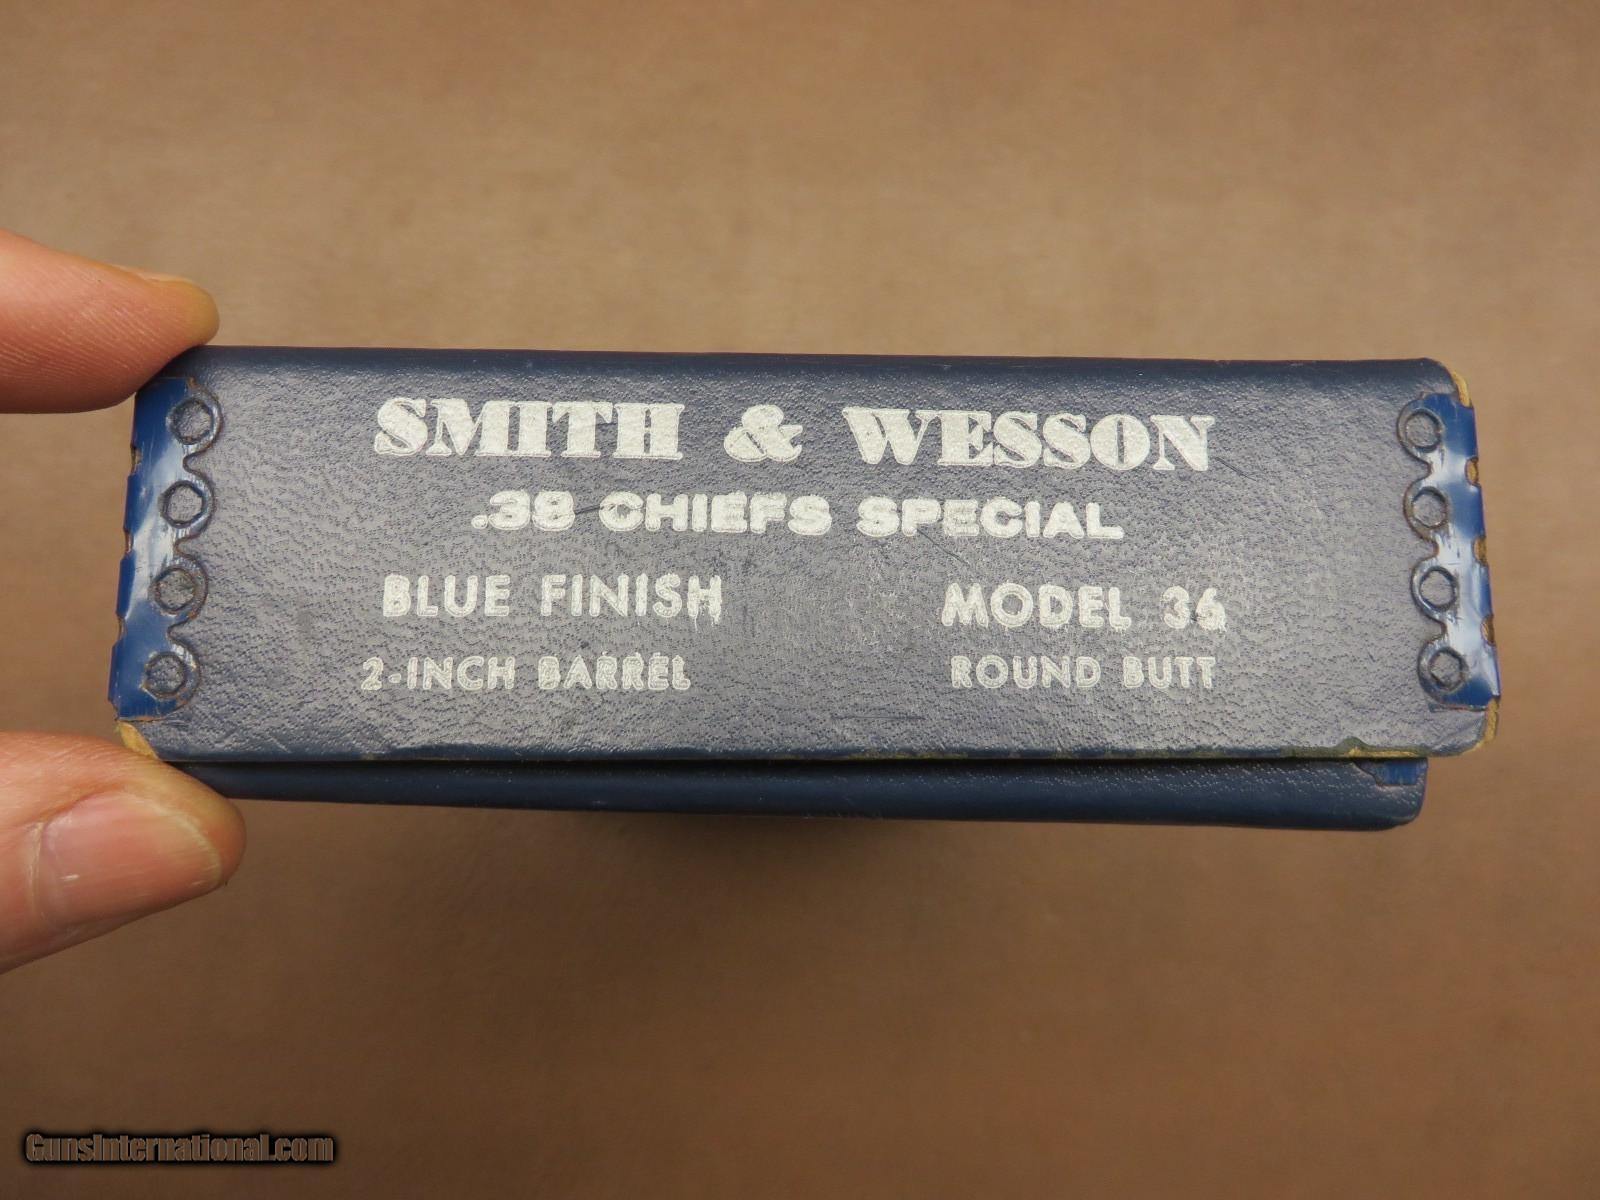 SMITH & WESSON
.38 CHIEFS SPECIAL
BLUE FINISH MODEL 36
2-INCH BARREL ROUND BUTT
GunsInternational.com